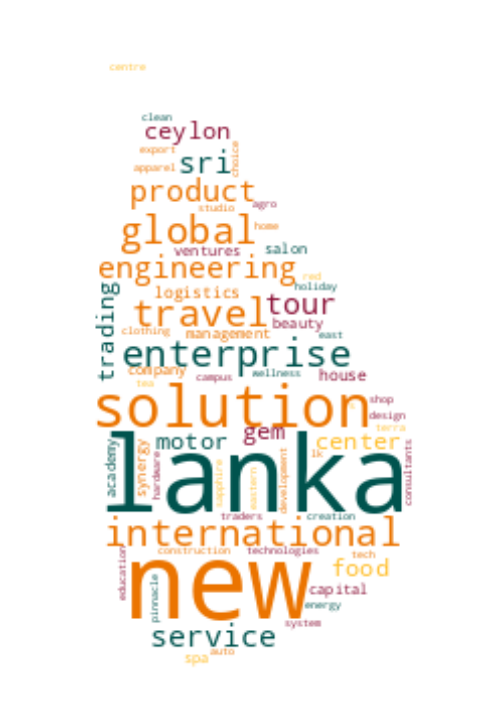 centre
clean
ceylon
export
choice
sri
apparel
product
agro
studio
home
global
salon
ventures
engineering
red
holiday
trading
logistics
tour
travel
beauty
clothing
management
east
enterprise
company
campus
wellness
house
tea
solution
shop
design
gem
terra
motor
center
academy
synergy
hardware
lanka
lk
sapphire
eastern
development
consultants
traders
creation
international
construction
technologies
tech
education
new
food
pinnacle
capital
energy
system
service
auto
spa